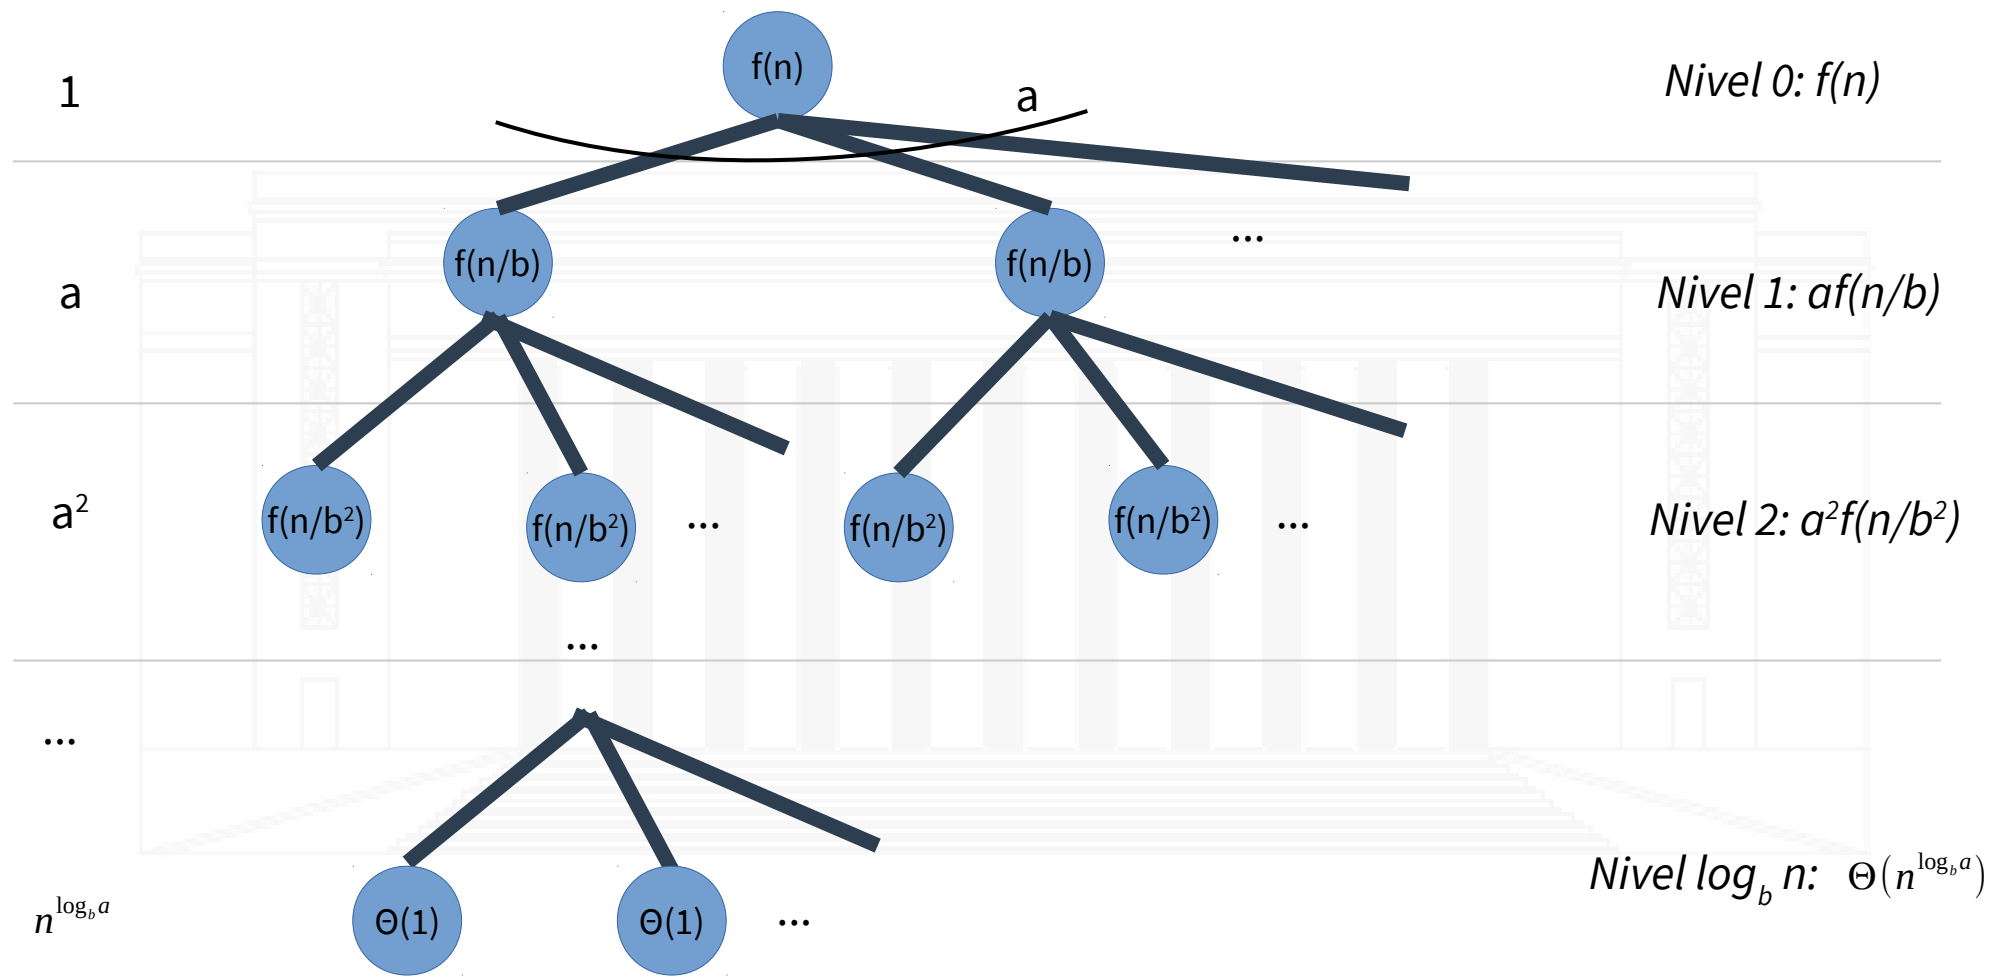 1
f(n)
a
Nivel 0: f(n)
a
f(n/b)
f(n/b)
...
Nivel 1: af(n/b)
a²
f(n/b²)
f(n/b²)
...
f(n/b²)
f(n/b²)
...
Nivel 2: a²f(n/b²)
...
...
n^{log_b a}
Θ(1)
Θ(1)
...
Nivel log_b n: Θ(n^{log_b a})